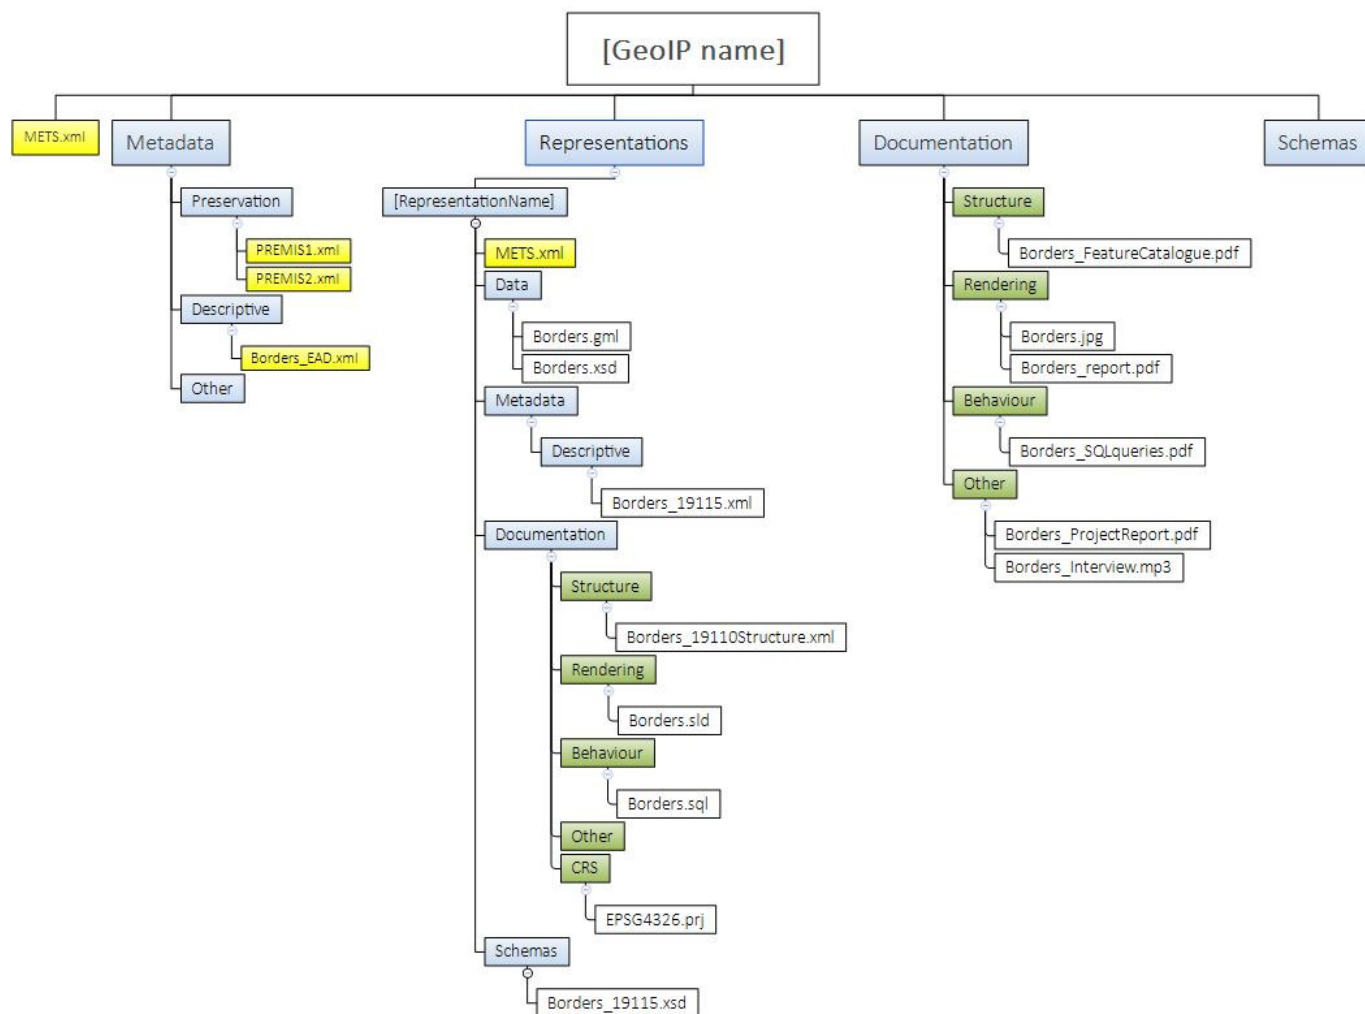 [GeoIP name]
METS.xml
Metadata
Preservation
PREMIS1.xml
PREMIS2.xml
Descriptive
Borders_EAD.xml
Other
Representations
[RepresentationName]
METS.xml
Data
Borders.gml
Borders.xsd
Metadata
Descriptive
Borders_19115.xml
Documentation
Structure
Borders_19110Structure.xml
Rendering
Borders.sld
Behaviour
Borders.sql
Other
CRS
EPSG4326.prj
Schemas
Borders_19115.xsd
Documentation
Structure
Borders_FeatureCatalogue.pdf
Rendering
Borders.jpg
Borders_report.pdf
Behaviour
Borders_SQLqueries.pdf
Other
Borders_ProjectReport.pdf
Borders_Interview.mp3
Schemas